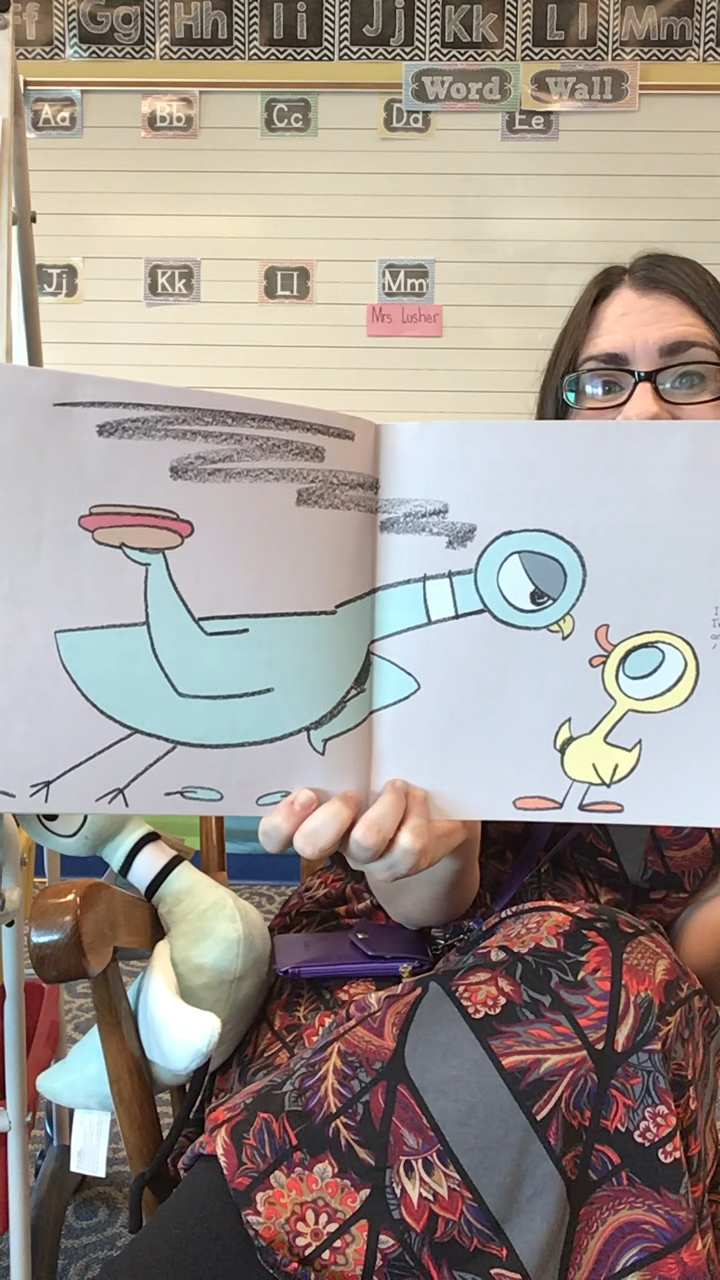 Ff Gg Hh Ii Jj Kk Ll Mm
Word Wall
Aa Bb Cc Dd Ee
Jj Kk Ll Mm
Mrs Lusher